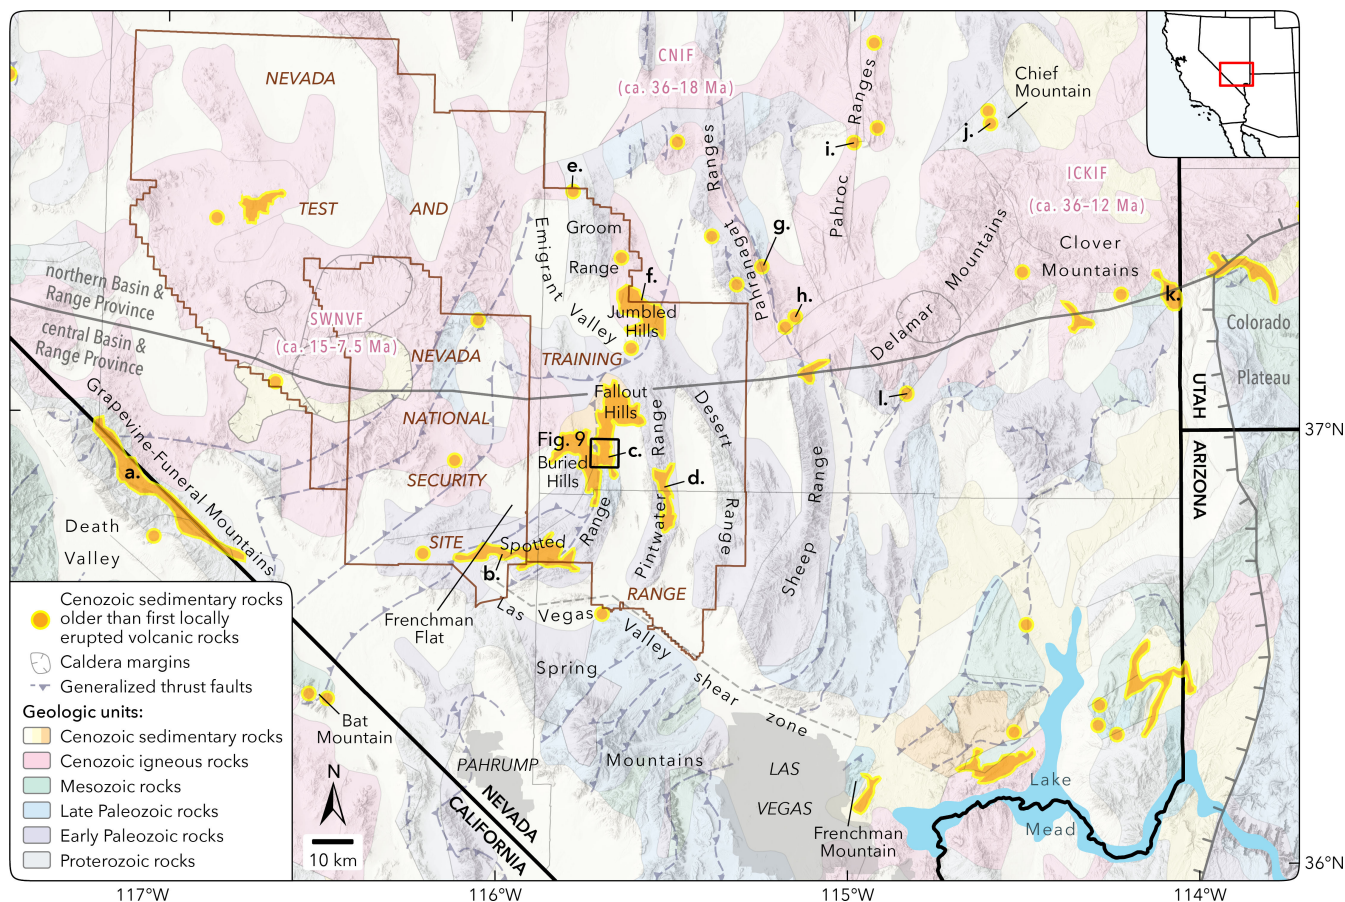 CNIF
(ca. 36–18 Ma)
NEVADA
TEST
AND
Ranges
Chief
Mountain
j.
i.
e.
ICKIF
(ca. 36–12 Ma)
Ranges
Pahroc
Groom
Range
Emigrant
Valley
g.
Pahranagat
Clover
Mountains
Delamar
Mountains
northern Basin &
Range Province
central Basin &
Range Province
SWNVF
(ca. 15–7.5 Ma)
f.
Jumbled
Hills
h.
k.
Colorado
Plateau
NEVADA
TRAINING
NATIONAL
Fallout
Hills
l.
UTAH
ARIZONA
37°N
Grapevine-Funeral Mountains
a.
Fig. 9
c.
Buried
Hills
SECURITY
d.
Range
Pintwater
Desert
Range
Sheep
Range
Death
Valley
SITE
Spotted
Range
b.
RANGE
Frenchman
Flat
Las
Vegas
Valley
shear
zone
Spring
Mountains
Bat
Mountain
PAHRUMP
NEVADA
CALIFORNIA
LAS
VEGAS
Frenchman
Mountain
Lake
Mead
36°N
Cenozoic sedimentary rocks
older than first locally
erupted volcanic rocks
Caldera margins
Generalized thrust faults
Geologic units:
Cenozoic sedimentary rocks
Cenozoic igneous rocks
Mesozoic rocks
Late Paleozoic rocks
Early Paleozoic rocks
Proterozoic rocks
N
10 km
117°W
116°W
115°W
114°W